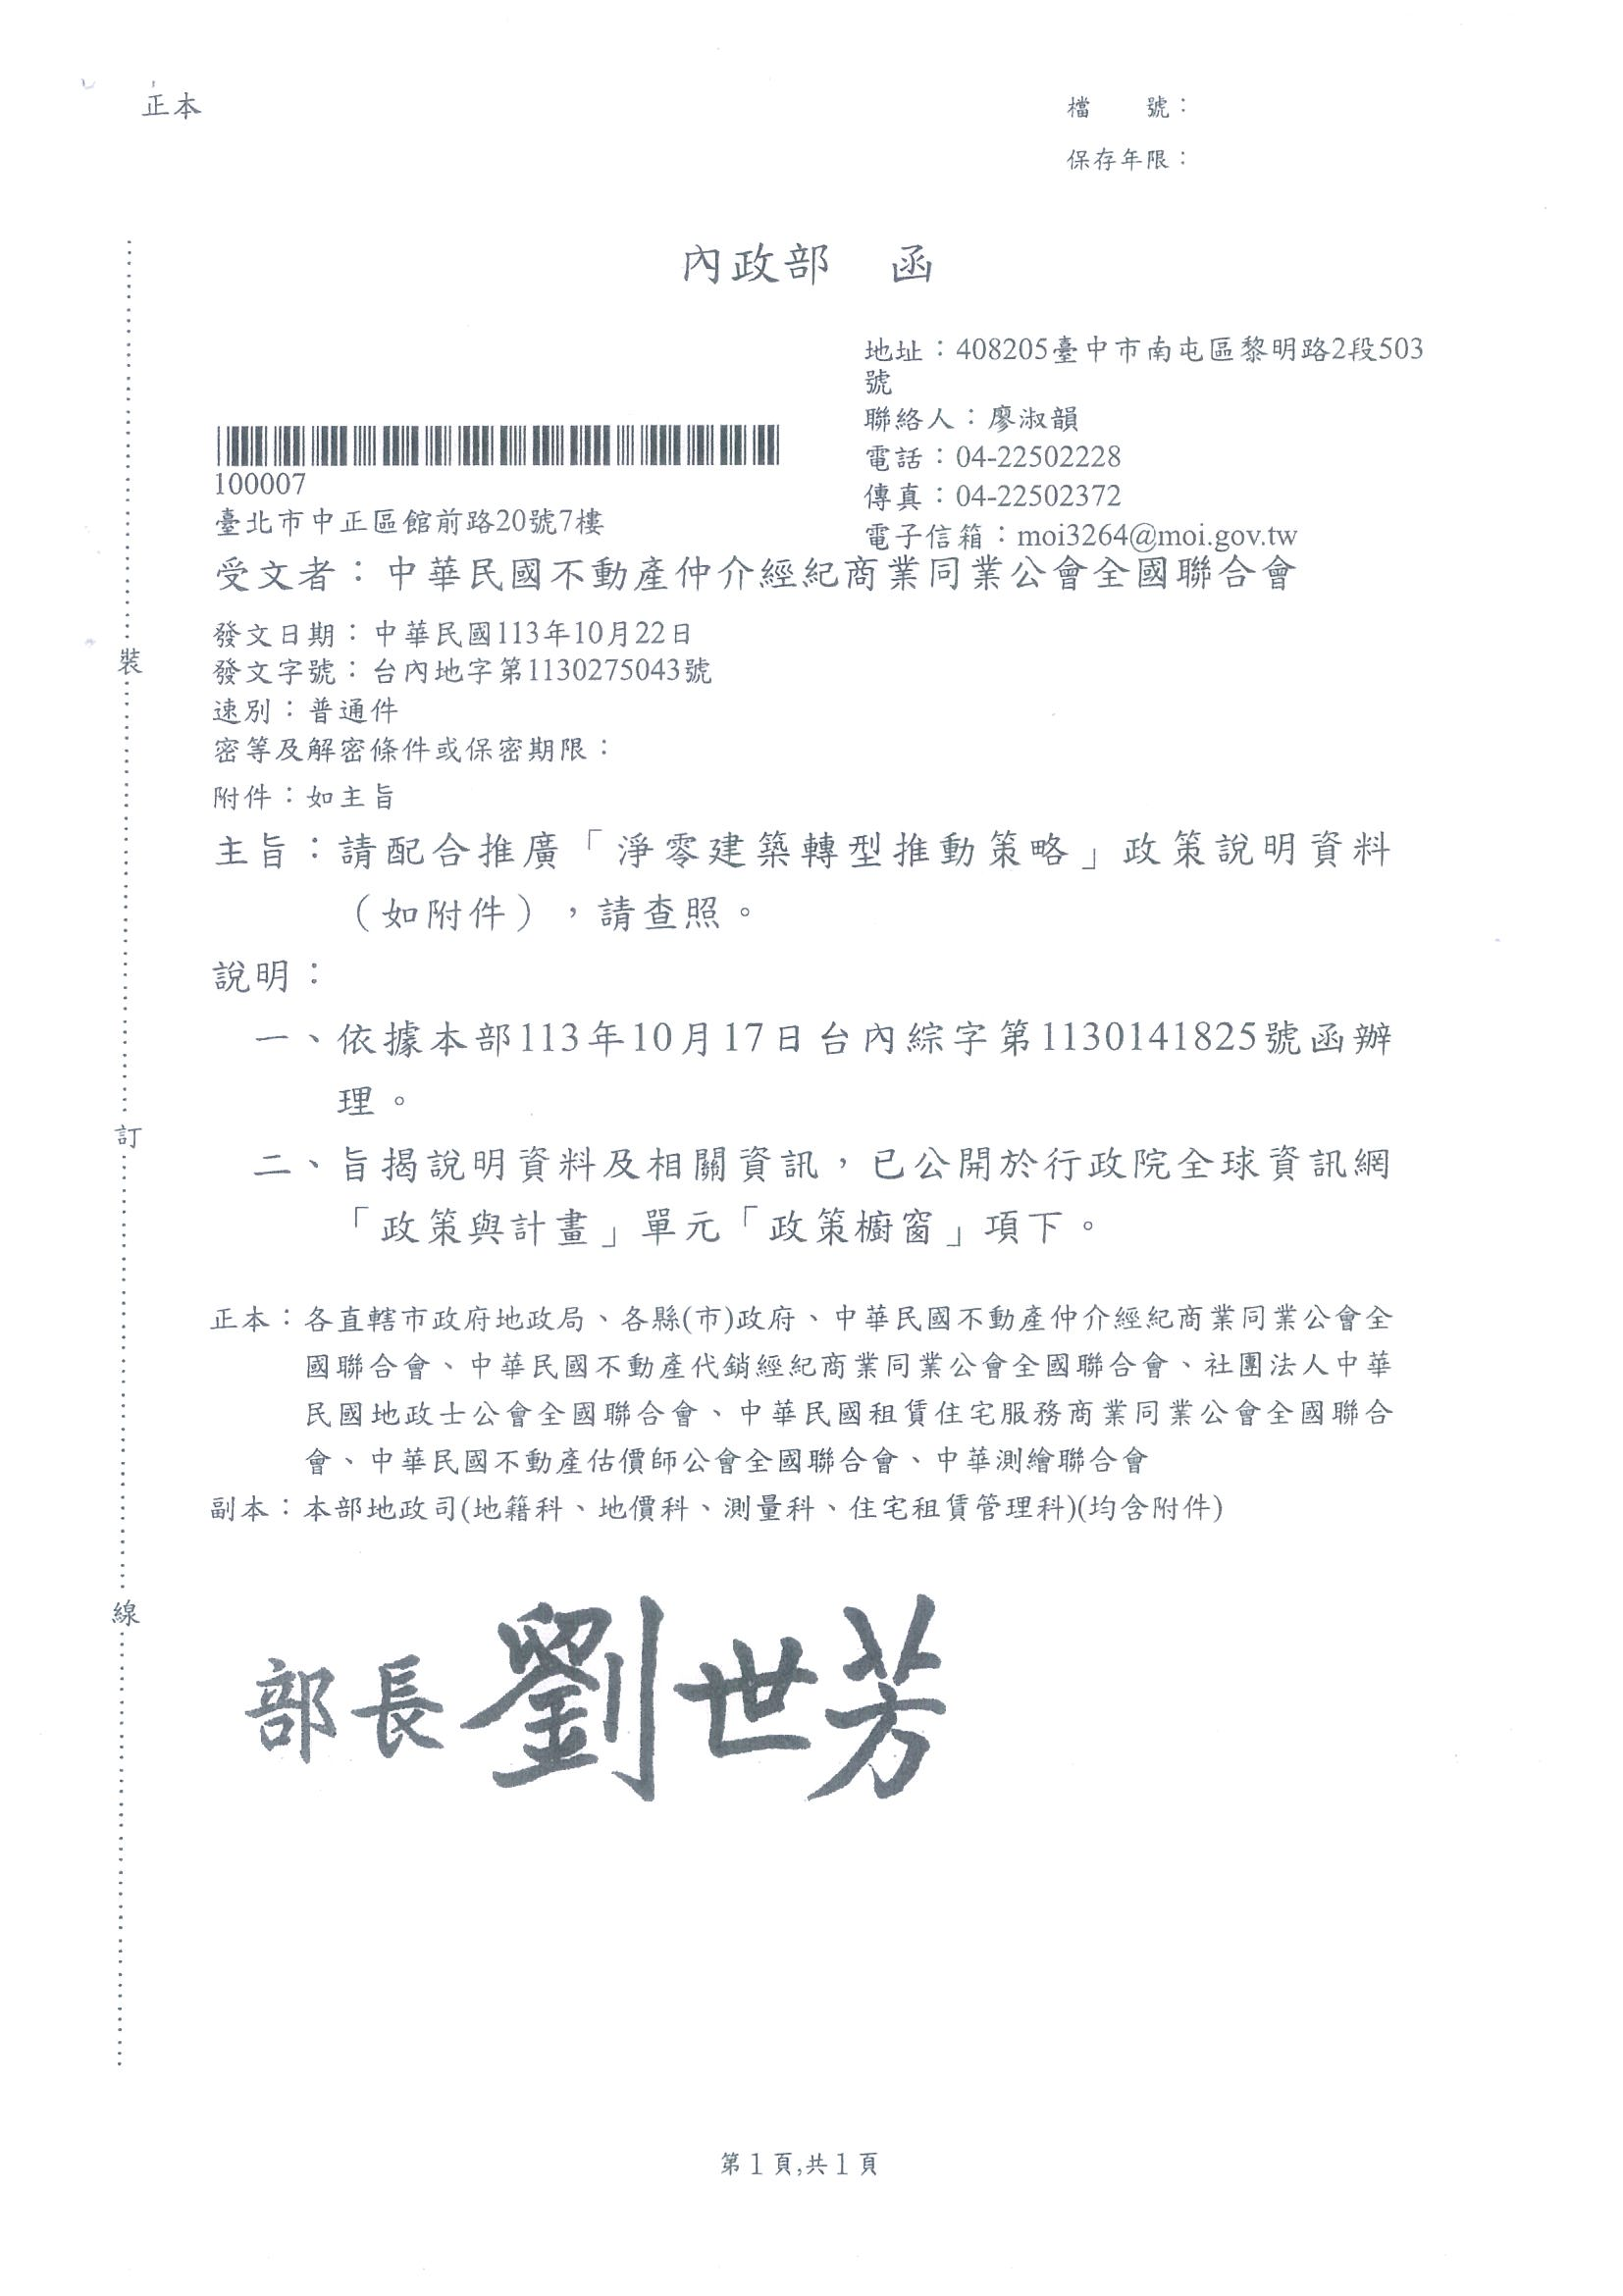 正本
檔　　號：
保存年限：
內政部　函
地址：408205臺中市南屯區黎明路2段503
號
聯絡人：廖淑韻
電話：04-22502228
傳真：04-22502372
電子信箱：moi3264@moi.gov.tw
100007
臺北市中正區館前路20號7樓
受文者：中華民國不動產仲介經紀商業同業公會全國聯合會
發文日期：中華民國113年10月22日
發文字號：台內地字第1130275043號
速別：普通件
密等及解密條件或保密期限：
附件：如主旨
主旨：請配合推廣「淨零建築轉型推動策略」政策說明資料
（如附件），請查照。
說明：
一、依據本部113年10月17日台內綜字第1130141825號函辦
理。
二、旨揭說明資料及相關資訊，已公開於行政院全球資訊網
「政策與計畫」單元「政策櫥窗」項下。
正本：各直轄市政府地政局、各縣(市)政府、中華民國不動產仲介經紀商業同業公會全
國聯合會、中華民國不動產代銷經紀商業同業公會全國聯合會、社團法人中華
民國地政士公會全國聯合會、中華民國租賃住宅服務商業同業公會全國聯合
會、中華民國不動產估價師公會全國聯合會、中華測繪聯合會
副本：本部地政司(地籍科、地價科、測量科、住宅租賃管理科)(均含附件)
部長劉世芳
裝
訂
線
第1頁,共1頁